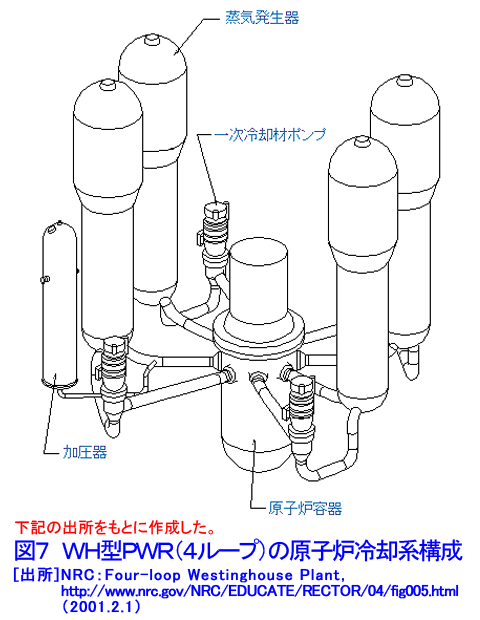 蒸気発生器
一次冷却材ポンプ
加圧器
原子炉容器
下記の出所をもとに作成した。
図7 WH型PWR(4ループ)の原子炉冷却系構成
[出所]NRC:Four-loop Westinghouse Plant,
http://www.nrc.gov/NRC/EDUCATE/RECTOR/04/fig005.html
(2001.2.1)